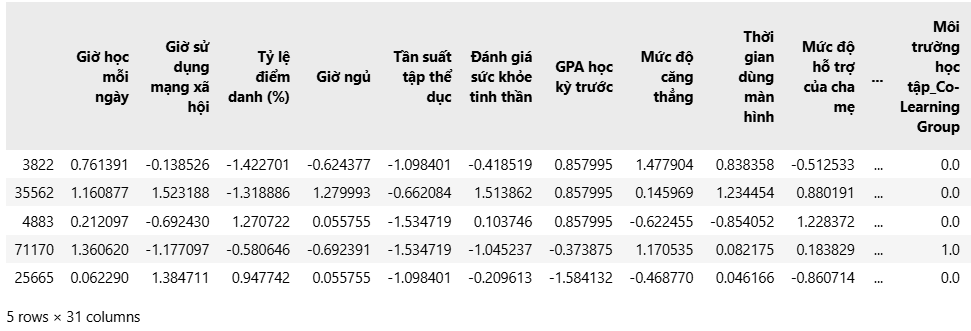 Giờ học mỗi ngày Giờ sử dụng mạng xã hội Tỷ lệ điểm danh (%) Giờ ngủ Tần suất tập thể dục Đánh giá sức khỏe tinh thần GPA học kỳ trước Mức độ căng thẳng Thời gian dùng màn hình Mức độ hỗ trợ của cha mẹ ... Môi trường học tập_Co-Learning Group
3822 0.761391 -0.138526 -1.422701 -0.624377 -1.098401 -0.418519 0.857995 1.477904 0.838358 -0.512533 ... 0.0
35562 1.160877 1.523188 -1.318886 1.279993 -0.662084 1.513862 0.857995 0.145969 1.234454 0.880191 ... 0.0
4883 0.212097 -0.692430 1.270722 0.055755 -1.534719 0.103746 0.857995 -0.622455 -0.854052 1.228372 ... 0.0
71170 1.360620 -1.177097 -0.580646 -0.692391 -1.534719 -1.045237 -0.373875 1.170535 0.082175 0.183829 ... 1.0
25665 0.062290 1.384711 0.947742 0.055755 -1.098401 -0.209613 -1.584132 -0.468770 0.046166 -0.860714 ... 0.0
5 rows × 31 columns